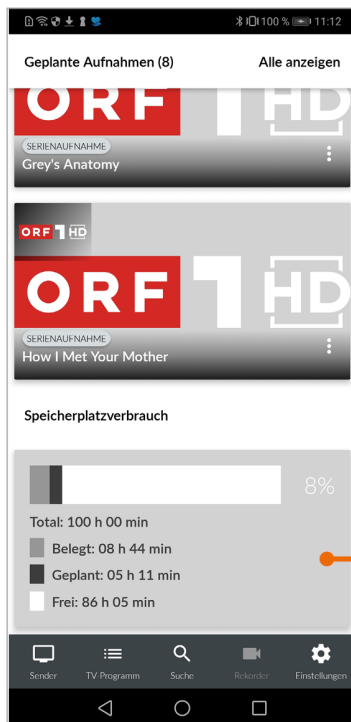 100 % 11:12
Geplante Aufnahmen (8) Alle anzeigen
ORF 1 HD
SERIENAUFNAHME
Grey's Anatomy
ORF 1 HD
ORF 1 HD
SERIENAUFNAHME
How I Met Your Mother
Speicherplatzverbrauch
8%
Total: 100 h 00 min
Belegt: 08 h 44 min
Geplant: 05 h 11 min
Frei: 86 h 05 min
Sender TV-Programm Suche Rekorder Einstellungen